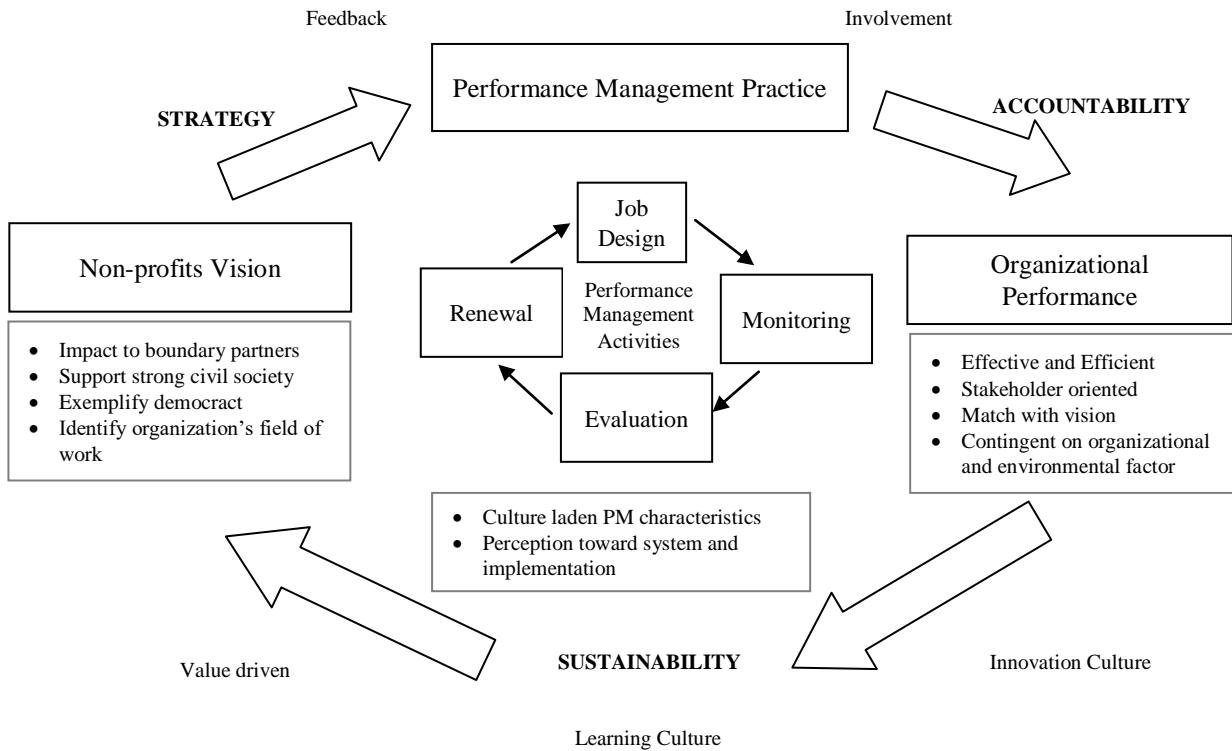 Feedback
Involvement
Performance Management Practice
STRATEGY
ACCOUNTABILITY
Job
Design
Non-profits Vision
Organizational
Performance
Renewal
Performance
Management
Activities
Monitoring
Evaluation
• Impact to boundary partners
• Support strong civil society
• Exemplify democract
• Identify organization’s field of
work
• Effective and Efficient
• Stakeholder oriented
• Match with vision
• Contingent on organizational
and environmental factor
• Culture laden PM characteristics
• Perception toward system and
implementation
Value driven
SUSTAINABILITY
Innovation Culture
Learning Culture